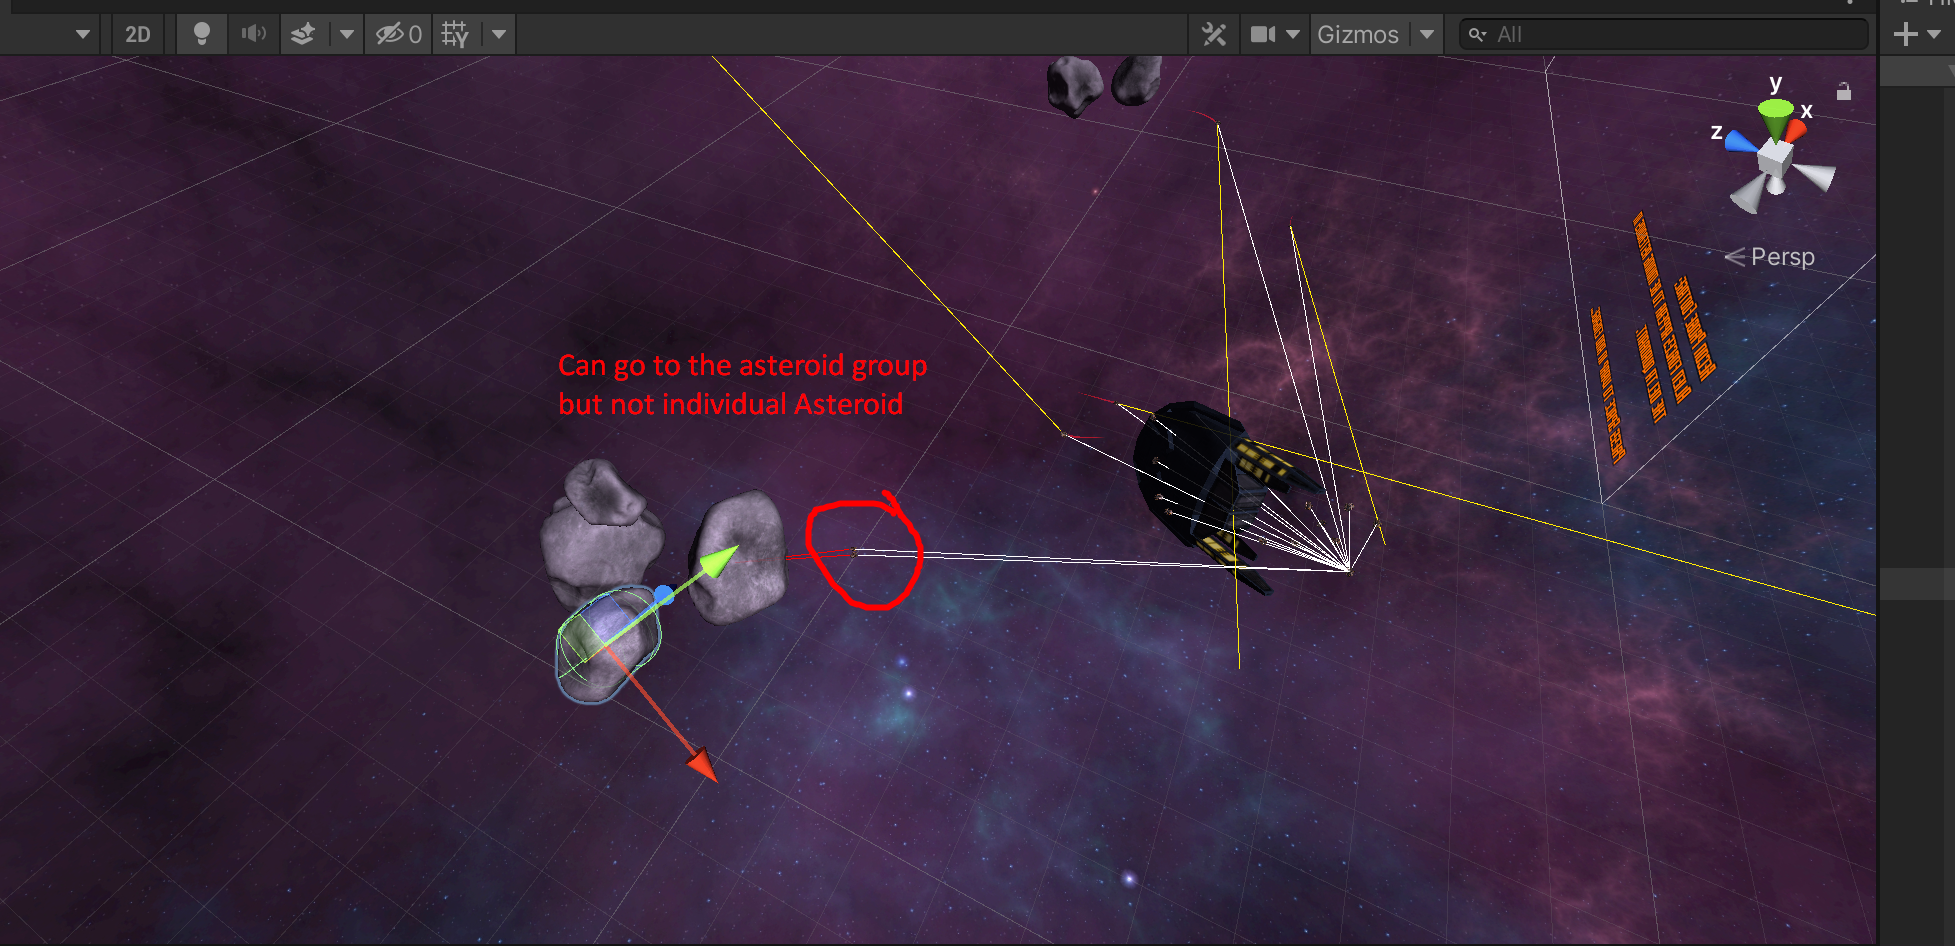 2D
0
Gizmos
All
y
x
z
Persp
Can go to the asteroid group
but not individual Asteroid